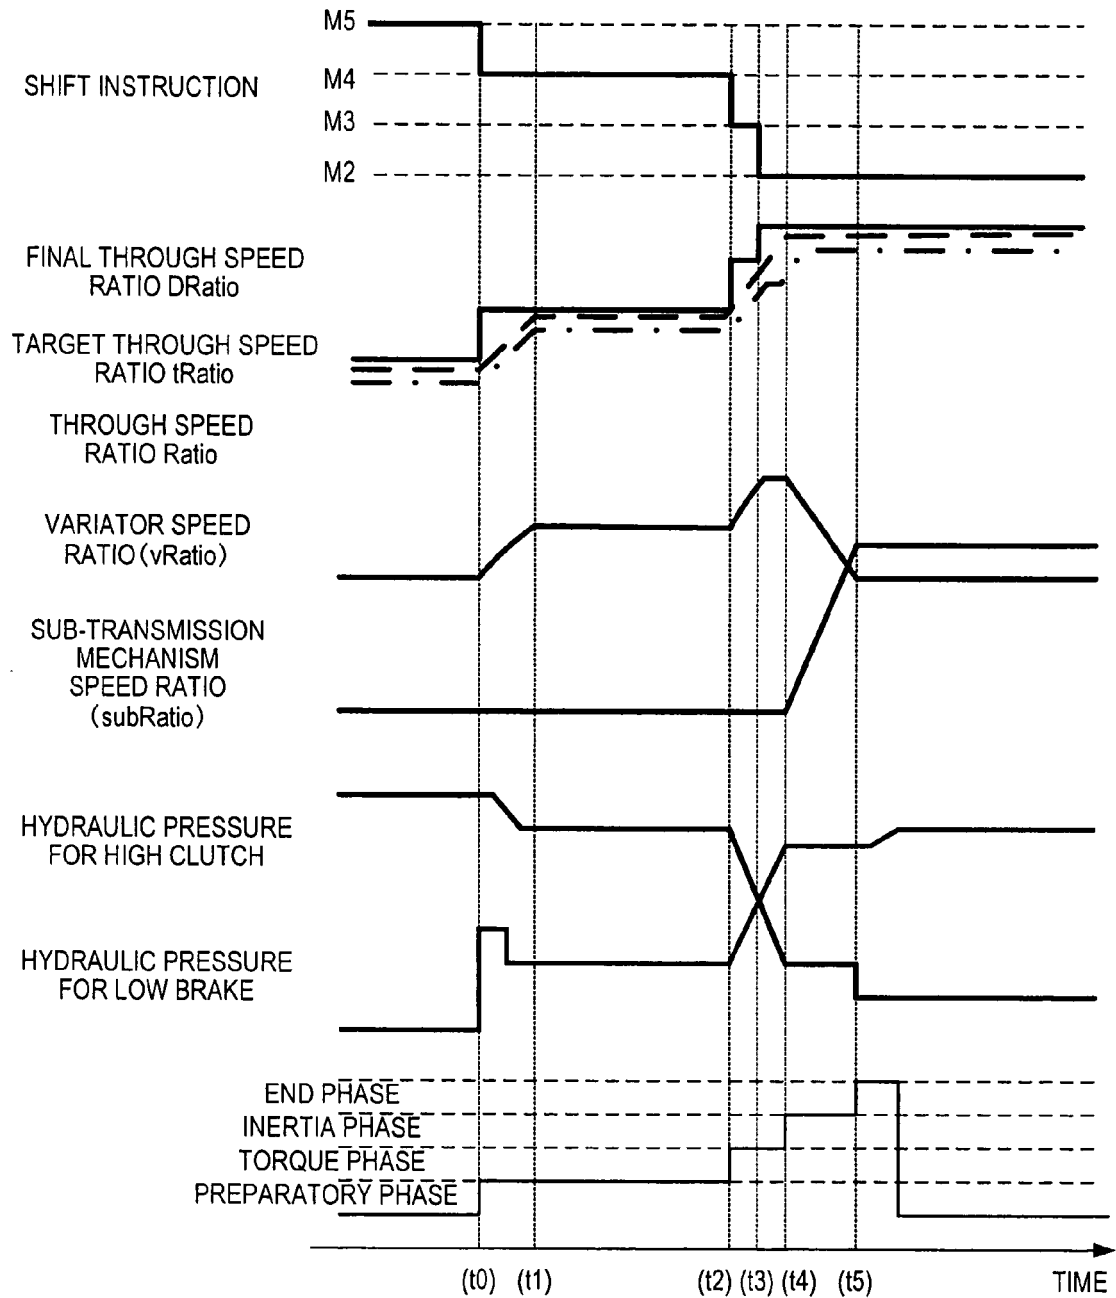 M5
SHIFT INSTRUCTION
M4
M3
M2
FINAL THROUGH SPEED
RATIO DRatio
TARGET THROUGH SPEED
RATIO tRatio
THROUGH SPEED
RATIO Ratio
VARIATOR SPEED
RATIO (vRatio)
SUB-TRANSMISSION
MECHANISM
SPEED RATIO
(subRatio)
HYDRAULIC PRESSURE
FOR HIGH CLUTCH
HYDRAULIC PRESSURE
FOR LOW BRAKE
END PHASE
INERTIA PHASE
TORQUE PHASE
PREPARATORY PHASE
(t0) (t1) (t2) (t3) (t4) (t5) TIME